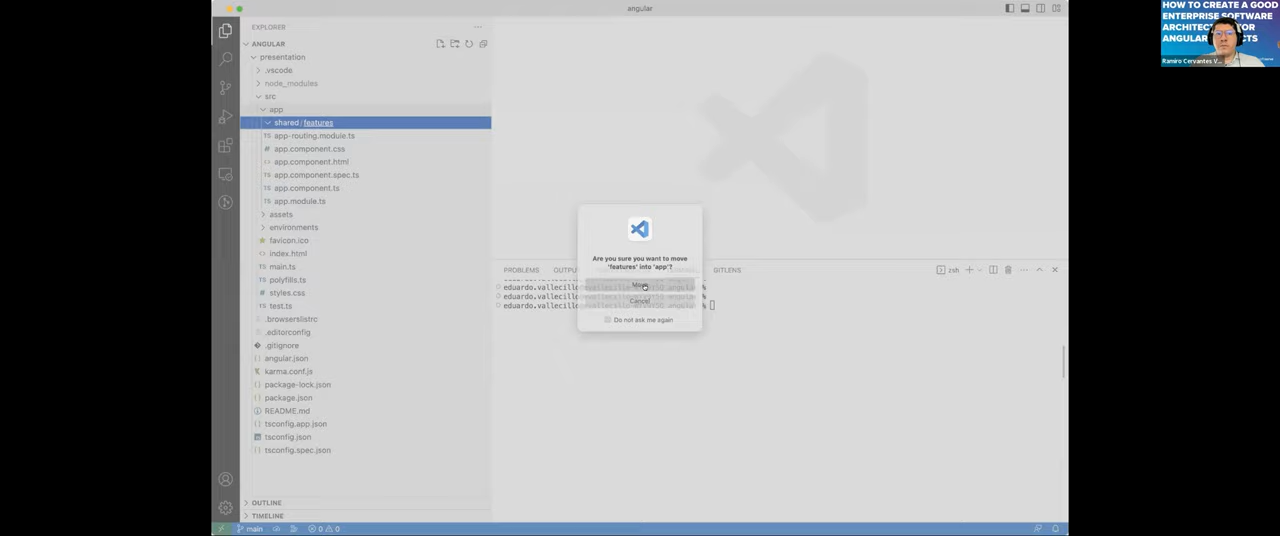 angular
EXPLORER
ANGULAR
presentation
.vscode
node_modules
src
app
shared / features
app-routing.module.ts
app.component.css
app.component.html
app.component.spec.ts
app.component.ts
app.module.ts
assets
environments
favicon.ico
index.html
main.ts
polyfills.ts
styles.css
test.ts
.browserslistrc
.editorconfig
.gitignore
angular.json
karma.conf.js
package-lock.json
package.json
README.md
tsconfig.app.json
tsconfig.json
tsconfig.spec.json
OUTLINE
TIMELINE
main
0 0
Are you sure you want to move
'features' into 'app'?
Move
Cancel
Do not ask me again
PROBLEMS
GITLENS
zsh
HOW TO CREATE A GOOD
ENTERPRISE SOFTWARE
Ramiro Cervantes V...